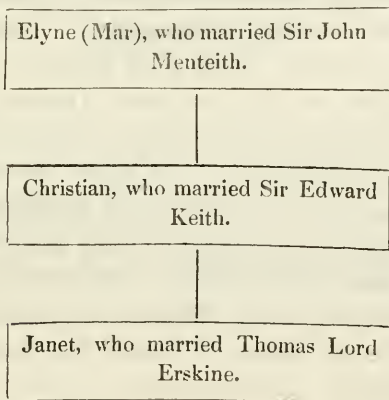 Elyne (Mar), who married Sir John
Menteith.
Christian, who married Sir Edward
Keith.
Janet, who married Thomas Lord
Erskine.